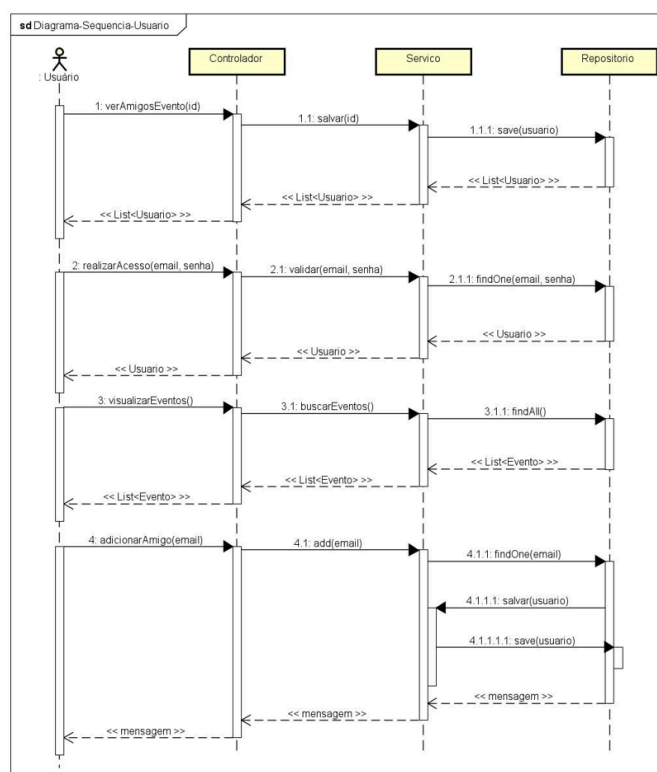 sd Diagrama-Sequencia-Usuario
: Usuário
Controlador
Servico
Repositorio
1: verAmigosEvento(id)
1.1: salvar(id)
1.1.1: save(usuario)
<< List<Usuario> >>
<< List<Usuario> >>
<< List<Usuario> >>
2: realizarAcesso(email, senha)
2.1: validar(email, senha)
2.1.1: findOne(email, senha)
<< Usuario >>
<< Usuario >>
<< Usuario >>
3: visualizarEventos()
3.1: buscarEventos()
3.1.1: findAll()
<< List<Evento> >>
<< List<Evento> >>
<< List<Evento> >>
4: adicionarAmigo(email)
4.1: add(email)
4.1.1: findOne(email)
4.1.1.1: salvar(usuario)
4.1.1.1.1: save(usuario)
<< mensagem >>
<< mensagem >>
<< mensagem >>